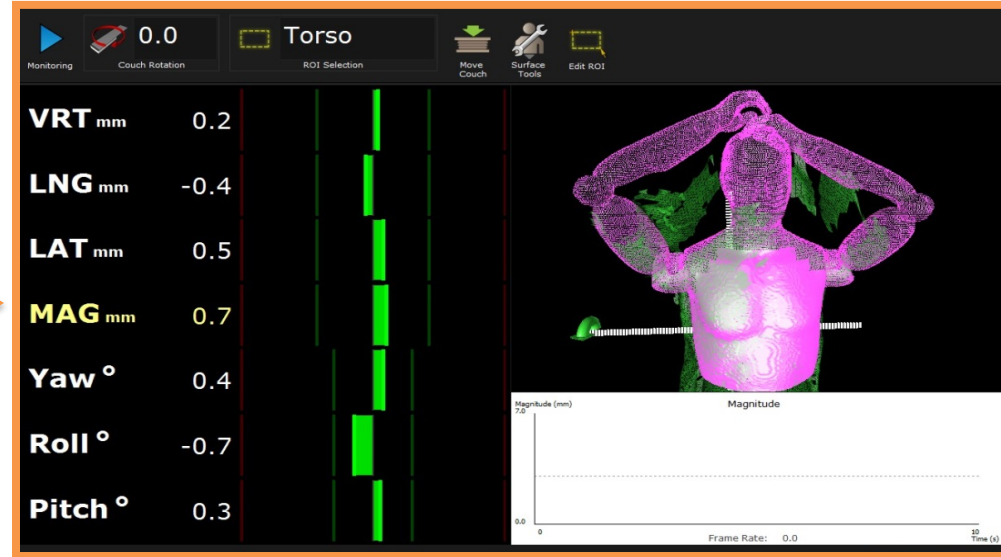 0.0
Torso
Monitoring
Couch Rotation
ROI Selection
Move
Couch
Surface
Tools
Edit ROI
VRT mm 0.2
LNG mm -0.4
LAT mm 0.5
MAG mm 0.7
Yaw ° 0.4
Roll ° -0.7
Pitch ° 0.3
Magnitude (mm)
Magnitude
7.0
0.0
0
10
Frame Rate: 0.0
Time (s)